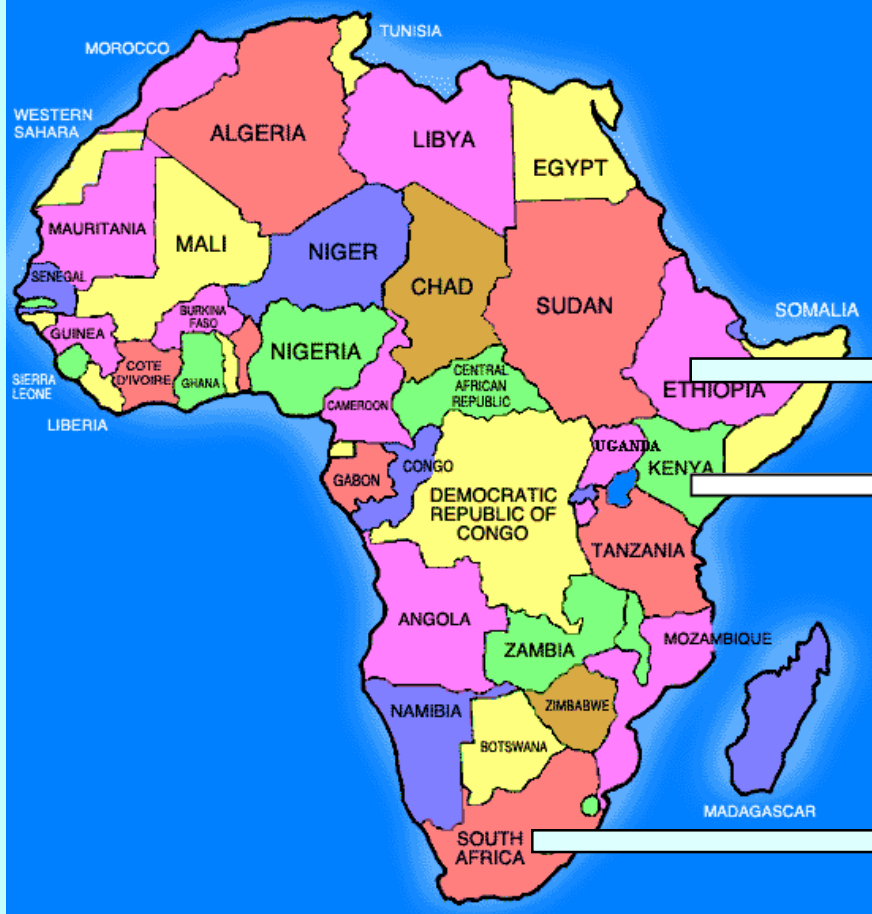 TUNISIA
MOROCCO
WESTERN
SAHARA
ALGERIA
LIBYA
EGYPT
MAURITANIA
MALI
NIGER
CHAD
SUDAN
SENEGAL
SOMALIA
BURKINA
FASO
GUINEA
NIGERIA
COTE
D'IVOIRE
GHANA
CENTRAL
AFRICAN
REPUBLIC
ETHIOPIA
SIERRA
LEONE
CAMEROON
LIBERIA
UGANDA
KENYA
CONGO
GABON
DEMOCRATIC
REPUBLIC OF
CONGO
TANZANIA
ANGOLA
MOZAMBIQUE
ZAMBIA
NAMIBIA
ZIMBABWE
BOTSWANA
MADAGASCAR
SOUTH
AFRICA